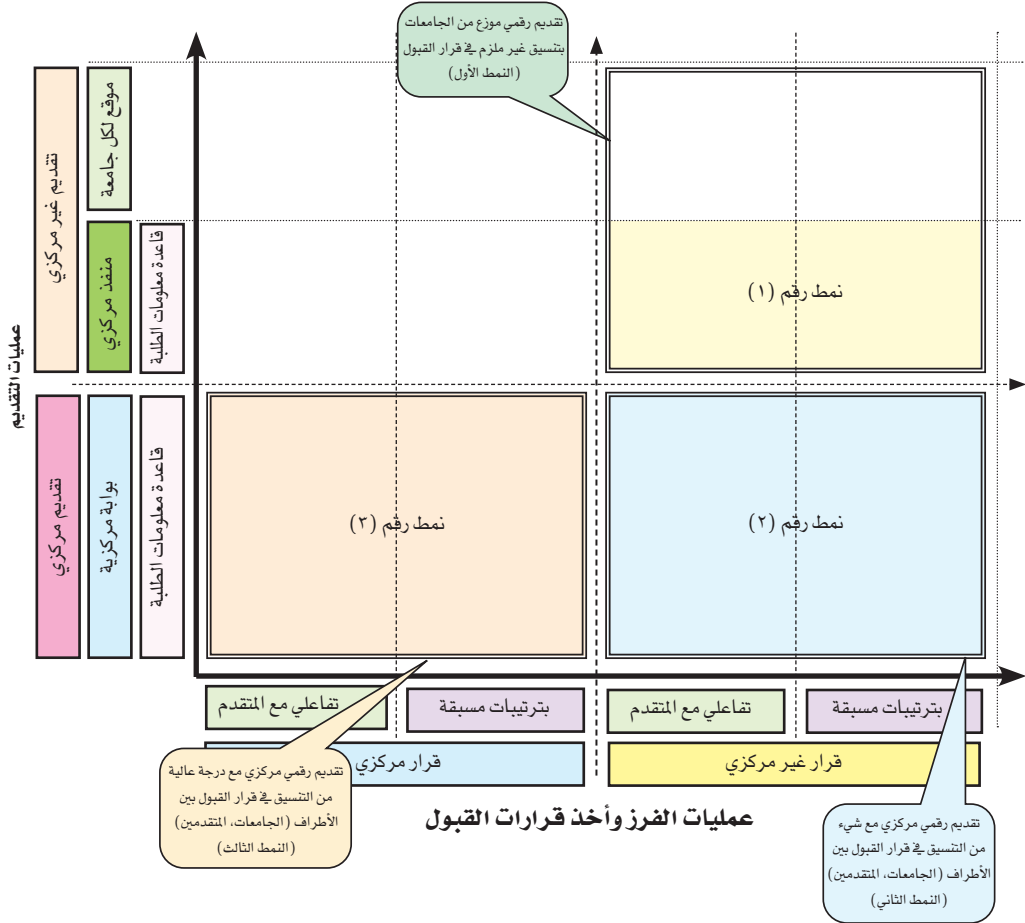 تقديم رقمي موزع من الجامعات
بتنسيق غير ملزم في قرار القبول
(النمط الأول)
عمليات التقديم
تقديم غير مركزي
موقع لكل جامعة
منفذ مركزي
قاعدة معلومات الطلبة
تقديم مركزي
بوابة مركزية
قاعدة معلومات الطلبة
نمط رقم (١)
نمط رقم (٢)
نمط رقم (٣)
بترتيبات مسبقة
تفاعلي مع المتقدم
بترتيبات مسبقة
تفاعلي مع المتقدم
قرار غير مركزي
قرار مركزي
عمليات الفرز وأخذ قرارات القبول
تقديم رقمي مركزي مع درجة عالية
من التنسيق في قرار القبول بين
الأطراف (الجامعات، المتقدمين)
(النمط الثالث)
تقديم رقمي مركزي مع شيء
من التنسيق في قرار القبول بين
الأطراف (الجامعات، المتقدمين)
(النمط الثاني)